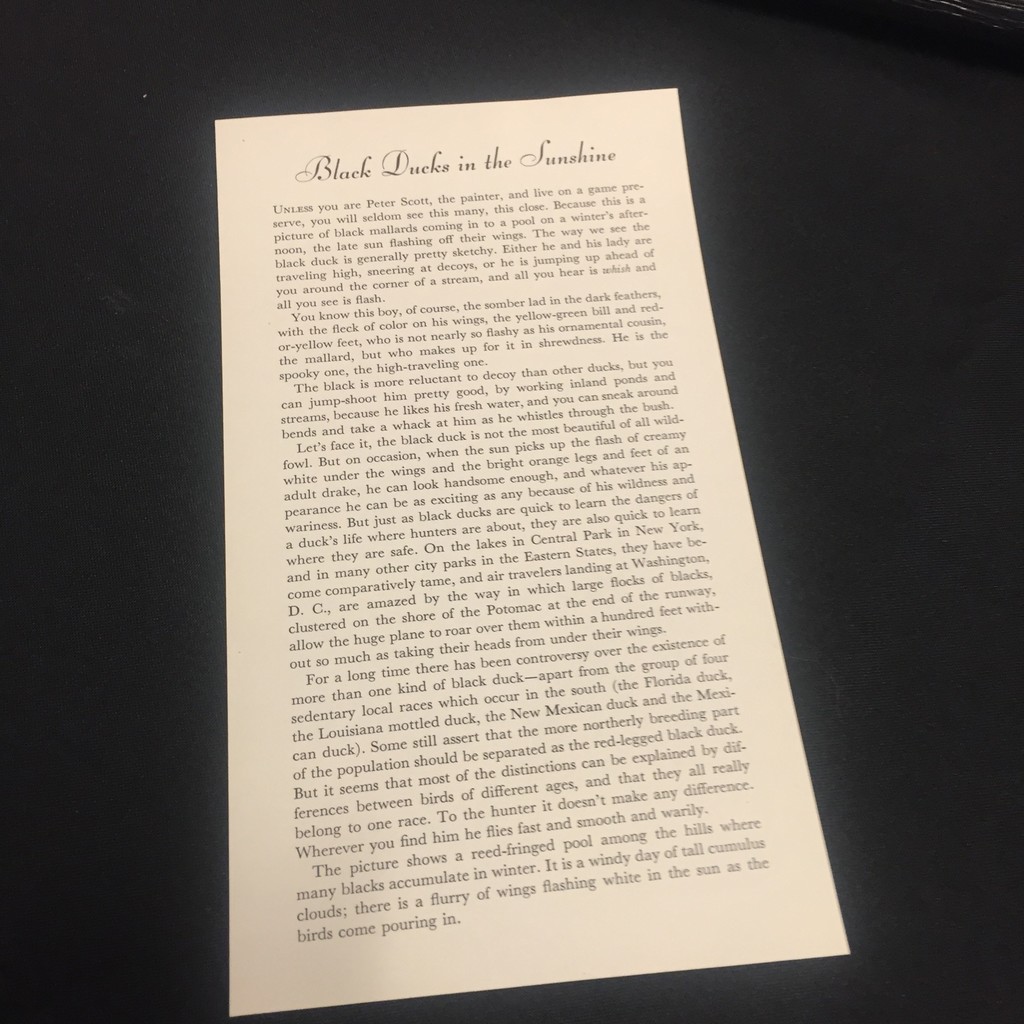 Black Ducks in the Sunshine
UNLESS you are Peter Scott, the painter, and live on a game pre-
serve, you will seldom see this many, this close. Because this is a
picture of black mallards coming in to a pool on a winter's after-
noon, the late sun flashing off their wings. The way we see the
black duck is generally pretty sketchy. Either he and his lady are
traveling high, sneering at decoys, or he is jumping up ahead of
you around the corner of a stream, and all you hear is whish and
all you see is flash.
You know this boy, of course, the somber lad in the dark feathers,
with the fleck of color on his wings, the yellow-green bill and red-
or-yellow feet, who is not nearly so flashy as his ornamental cousin,
the mallard, but who makes up for it in shrewdness. He is the
spooky one, the high-traveling one.
The black is more reluctant to decoy than other ducks, but you
can jump-shoot him pretty good, by working inland ponds and
streams, because he likes his fresh water, and you can sneak around
bends and take a whack at him as he whistles through the bush.
Let's face it, the black duck is not the most beautiful of all wild-
fowl. But on occasion, when the sun picks up the flash of creamy
white under the wings and the bright orange legs and feet of an
adult drake, he can look handsome enough, and whatever his ap-
pearance he can be as exciting as any because of his wildness and
wariness. But just as black ducks are quick to learn the dangers of
a duck's life where hunters are about, they are also quick to learn
where they are safe. On the lakes in Central Park in New York,
and in many other city parks in the Eastern States, they have be-
come comparatively tame, and air travelers landing at Washington,
D. C., are amazed by the way in which large flocks of blacks,
clustered on the shore of the Potomac at the end of the runway,
allow the huge plane to roar over them within a hundred feet with-
out so much as taking their heads from under their wings.
For a long time there has been controversy over the existence of
more than one kind of black duck—apart from the group of four
sedentary local races which occur in the south (the Florida duck,
the Louisiana mottled duck, the New Mexican duck and the Mexi-
can duck). Some still assert that the more northerly breeding part
of the population should be separated as the red-legged black duck.
But it seems that most of the distinctions can be explained by dif-
ferences between birds of different ages, and that they all really
belong to one race. To the hunter it doesn't make any difference.
Wherever you find him he flies fast and smooth and warily.
The picture shows a reed-fringed pool among the hills where
many blacks accumulate in winter. It is a windy day of tall cumulus
clouds; there is a flurry of wings flashing white in the sun as the
birds come pouring in.